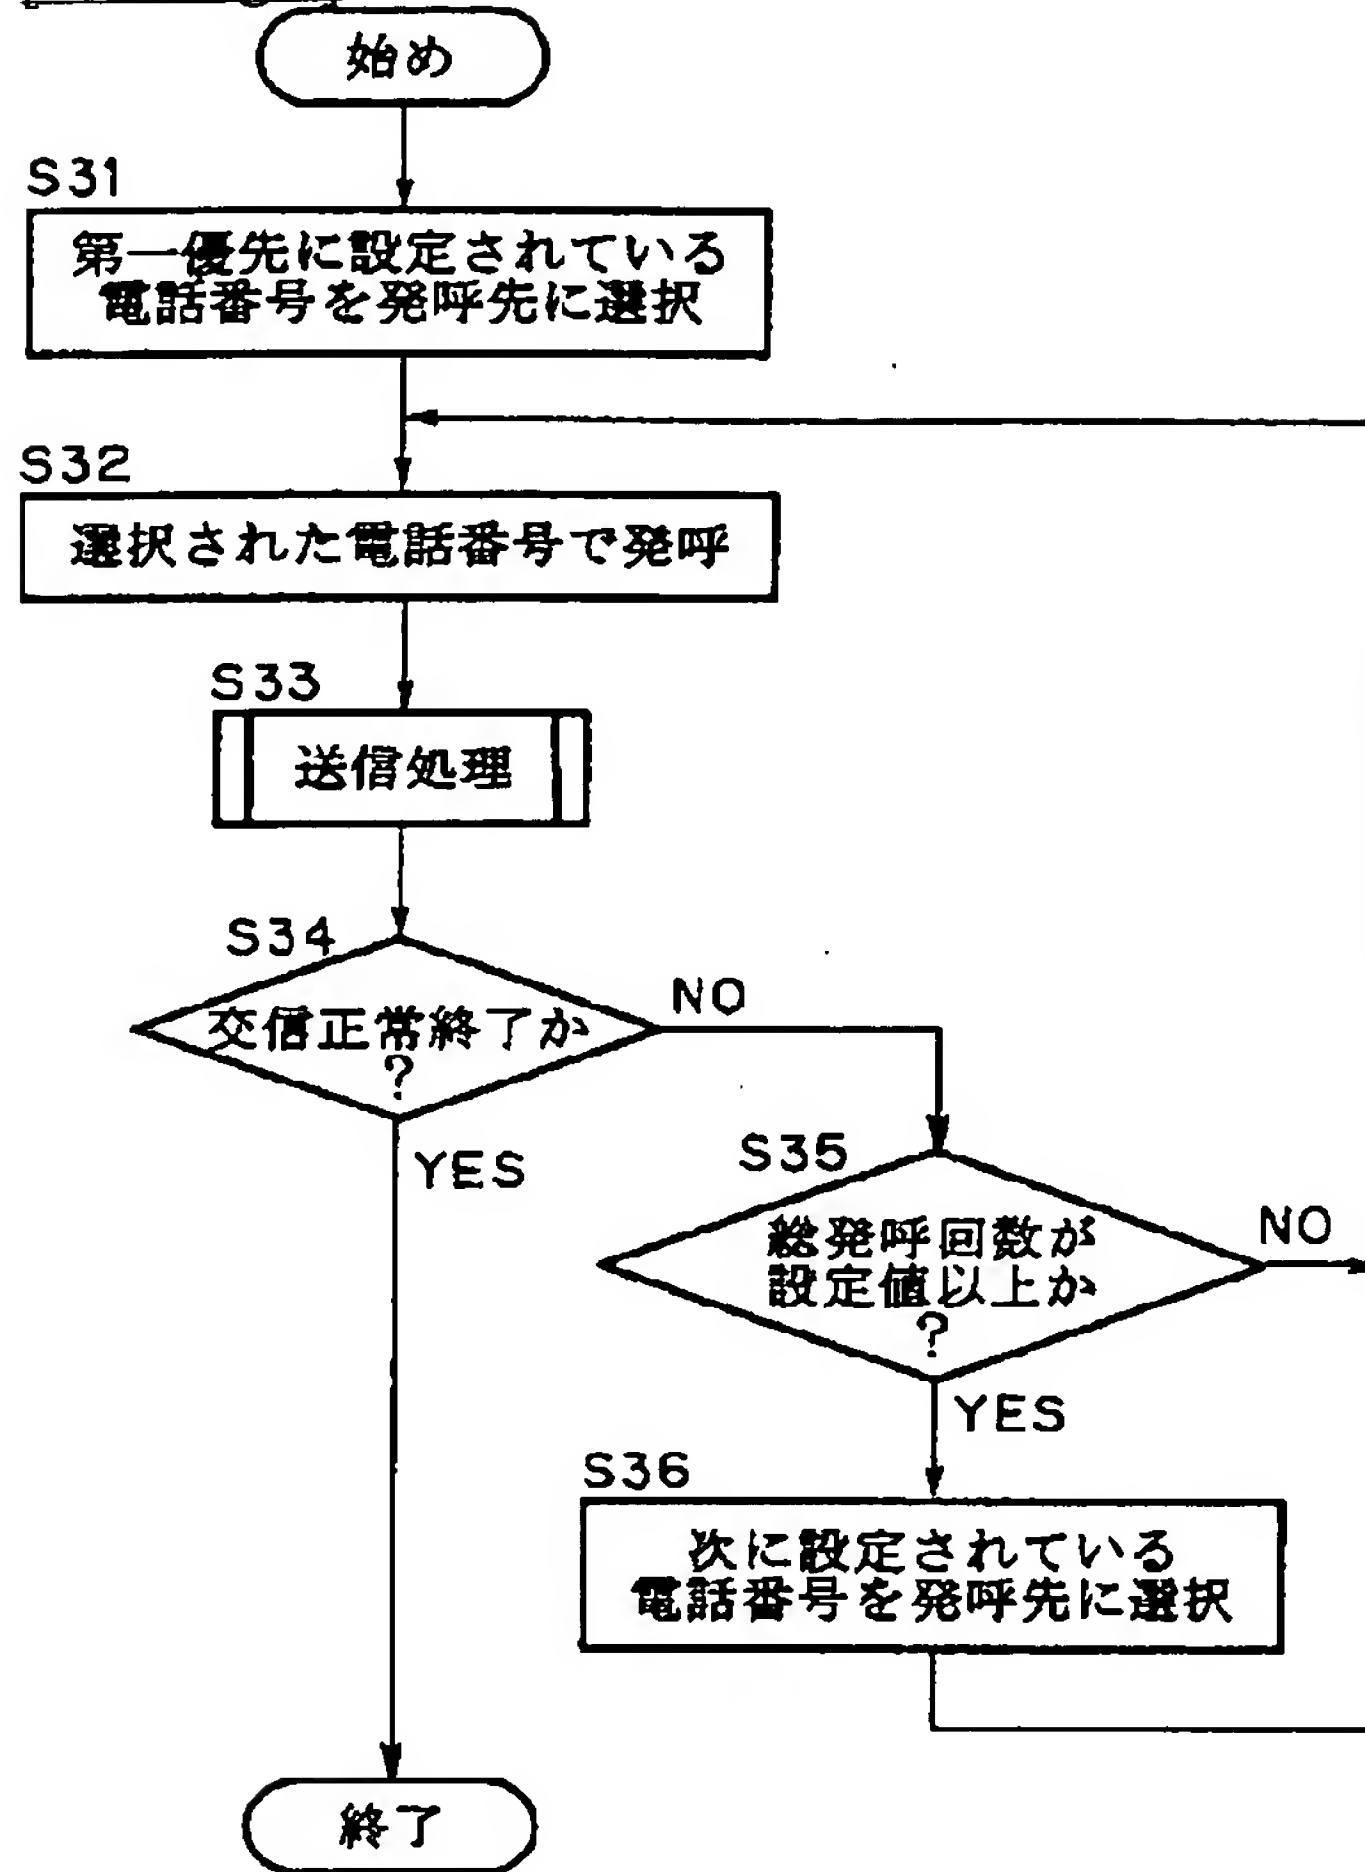 始め
S31
第一優先に設定されている
電話番号を発呼先に選択
S32
選択された電話番号で発呼
S33
送信処理
S34
交信正常終了か
?
NO
YES
S35
総発呼回数が
設定値以上か
?
NO
YES
S36
次に設定されている
電話番号を発呼先に選択
終了